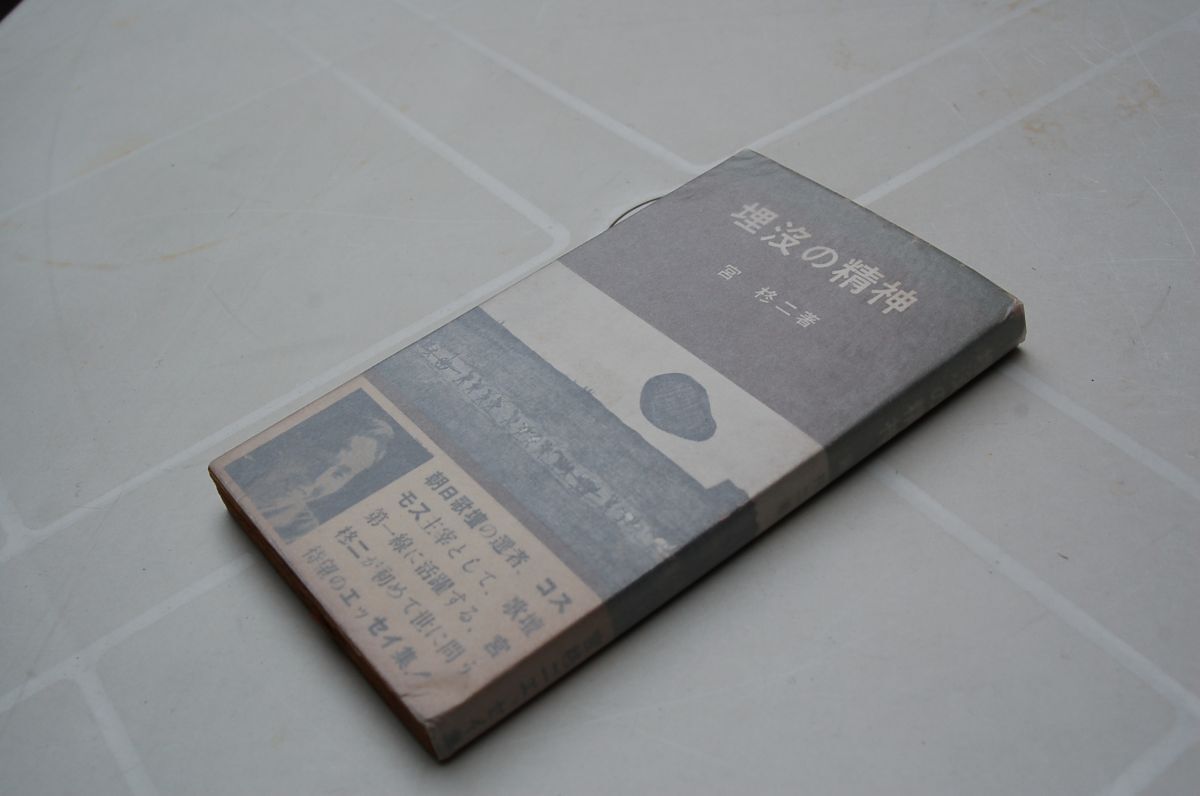 埋没の精神
宮 柊二著
朝日歌壇の選者、コス
モス主宰として、歌壇
第一線に活躍する、宮
柊二が初めて世に問う
待望のエッセイ集!